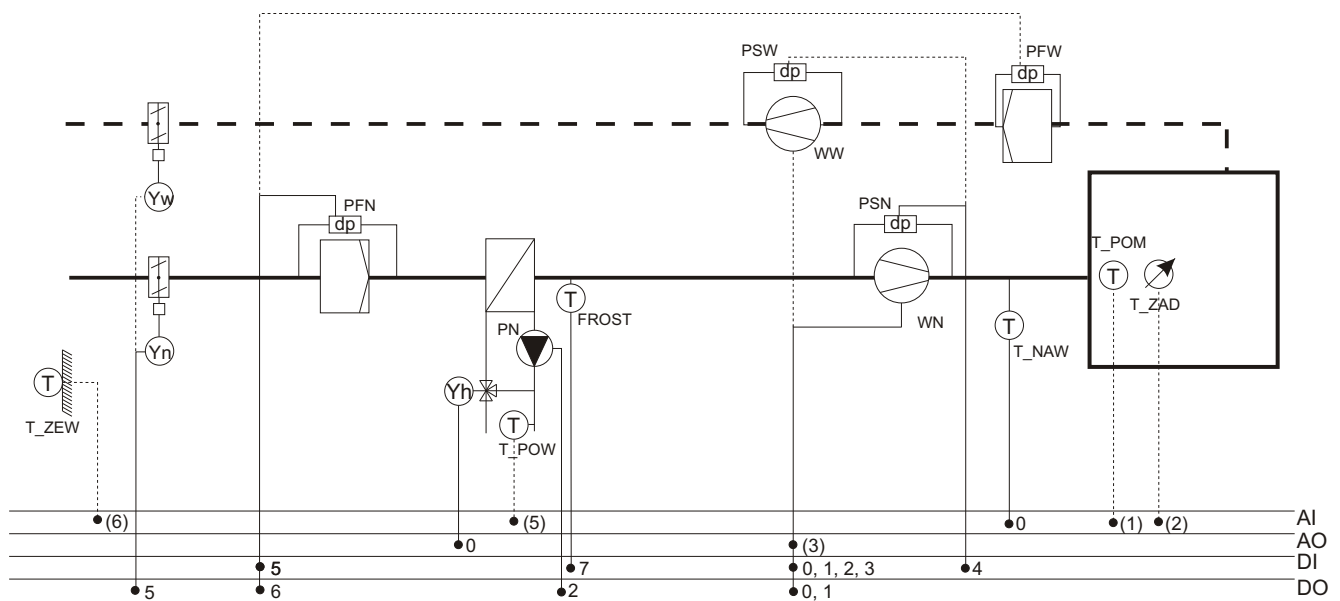 PSW
PFW
dp
dp
WW
Yw
PFN
PSN
dp
dp
T_POM
T
T
T_ZAD
PN
FROST
WN
T
T_NAW
Yn
T
Yh
T_ZEW
T
T_POW
(6)
(5)
0
(1)
(2)
AI
0
(3)
AO
5
7
0, 1, 2, 3
4
DI
5
6
2
0, 1
DO